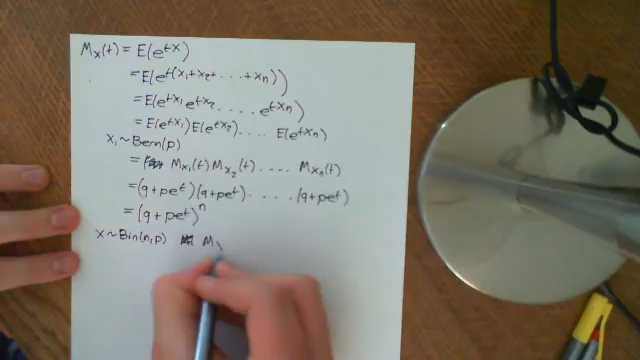 Mx(t) = E(e^tX)
= E(e^t(X₁+X₂+ . . . +Xn))
= E(e^tX₁ e^tX₂ . . . . e^tXn)
= E(e^tX₁)E(e^tX₂) . . . . E(e^tXn)
X₁~Bern(p)
= Mx₁(t) Mx₂(t) . . . . Mxn(t)
= (q+pe^t)(q+pe^t) . . . . (q+pe^t)
= (q+pe^t)^n
X~Bin(n,p) M